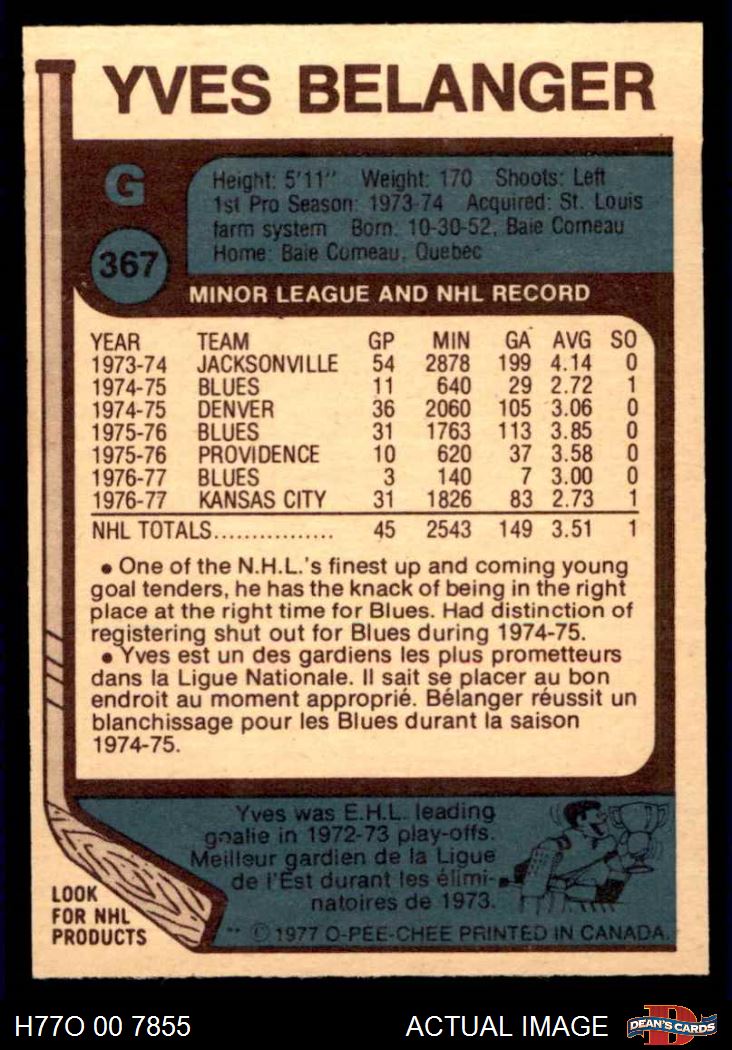 YVES BELANGER
G
367
Height: 5'11" Weight: 170 Shoots: Left
1st Pro Season: 1973-74 Acquired: St. Louis
farm system Born: 10-30-52, Baie Comeau
Home: Baie Comeau, Quebec
MINOR LEAGUE AND NHL RECORD
YEAR TEAM GP MIN GA AVG SO
1973-74 JACKSONVILLE 54 2878 199 4.14 0
1974-75 BLUES 11 640 29 2.72 1
1974-75 DENVER 36 2060 105 3.06 0
1975-76 BLUES 31 1763 113 3.85 0
1975-76 PROVIDENCE 10 620 37 3.58 0
1976-77 BLUES 3 140 7 3.00 0
1976-77 KANSAS CITY 31 1826 83 2.73 1
NHL TOTALS................ 45 2543 149 3.51 1
• One of the N.H.L.'s finest up and coming young
goal tenders, he has the knack of being in the right
place at the right time for Blues. Had distinction of
registering shut out for Blues during 1974-75.
• Yves est un des gardiens les plus prometteurs
dans la Ligue Nationale. Il sait se placer au bon
endroit au moment approprié. Bélanger réussit un
blanchissage pour les Blues durant la saison
1974-75.
Yves was E.H.L. leading
goalie in 1972-73 play-offs.
Meilleur gardien de la Ligue
de l'Est durant les élimi-
natoires de 1973.
LOOK
FOR NHL
PRODUCTS
** © 1977 O-PEE-CHEE PRINTED IN CANADA.
H77O 00 7855
ACTUAL IMAGE
D
DEAN'S CARDS